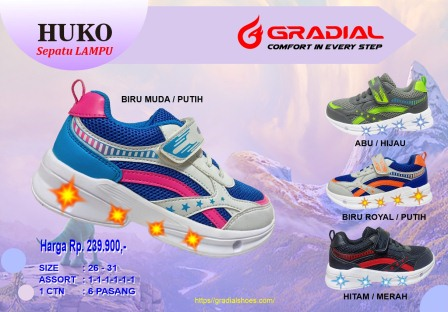 HUKO
Sepatu LAMPU
GRADIAL
COMFORT IN EVERY STEP
BIRU MUDA / PUTIH
ABU / HIJAU
BIRU ROYAL / PUTIH
HITAM / MERAH
Harga Rp. 239.900,-
SIZE : 26 - 31
ASSORT : 1-1-1-1-1-1
1 CTN : 6 PASANG
https://gradialshoes.com/